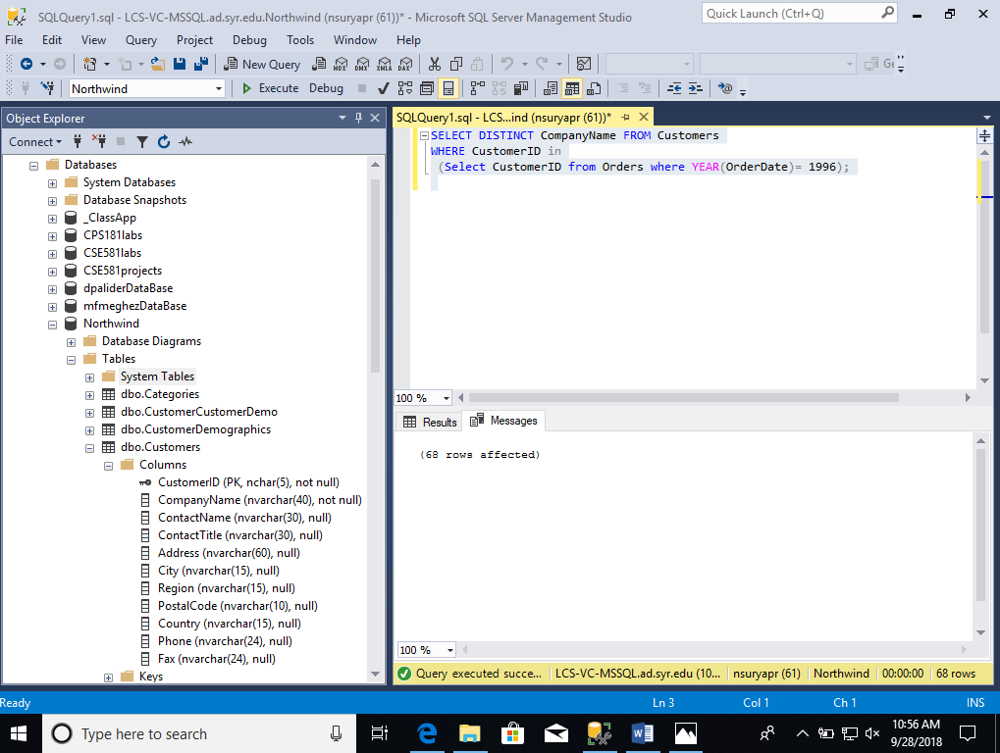 SQLQuery1.sql - LCS-VC-MSSQL.ad.syr.edu.Northwind (nsuryapr (61))* - Microsoft SQL Server Management Studio
Quick Launch (Ctrl+Q)
File Edit View Query Project Debug Tools Window Help
New Query MDX DMX XMLA DAX
Northwind Execute Debug
Object Explorer
Connect
Databases
System Databases
Database Snapshots
_ClassApp
CPS181labs
CSE581labs
CSE581projects
dpaliderDataBase
mfmeghezDataBase
Northwind
Database Diagrams
Tables
System Tables
dbo.Categories
dbo.CustomerCustomerDemo
dbo.CustomerDemographics
dbo.Customers
Columns
CustomerID (PK, nchar(5), not null)
CompanyName (nvarchar(40), not null)
ContactName (nvarchar(30), null)
ContactTitle (nvarchar(30), null)
Address (nvarchar(60), null)
City (nvarchar(15), null)
Region (nvarchar(15), null)
PostalCode (nvarchar(10), null)
Country (nvarchar(15), null)
Phone (nvarchar(24), null)
Fax (nvarchar(24), null)
Keys
SQLQuery1.sql - LCS...ind (nsuryapr (61))*
SELECT DISTINCT CompanyName FROM Customers
WHERE CustomerID in
(Select CustomerID from Orders where YEAR(OrderDate)= 1996);
100 %
Results Messages
(68 rows affected)
100 %
Query executed succe... LCS-VC-MSSQL.ad.syr.edu (10... nsuryapr (61) Northwind 00:00:00 68 rows
Ready Ln 3 Col 1 Ch 1 INS
Type here to search
10:56 AM
9/28/2018